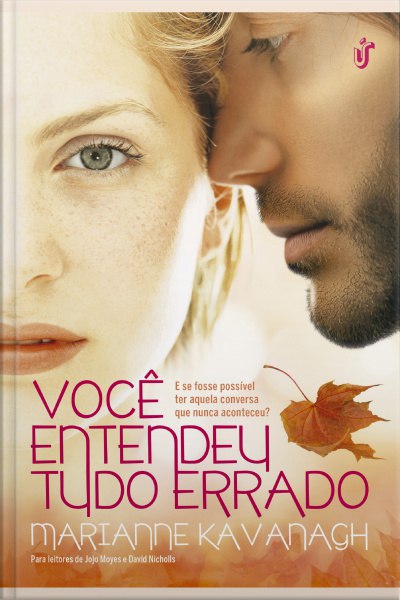 VOCÊ
E se fosse possível
ter aquela conversa
que nunca aconteceu?
ENTENDEU
TUDO ERRADO
MARIANNE KAVANAGH
Para leitores de Jojo Moyes e David Nicholls